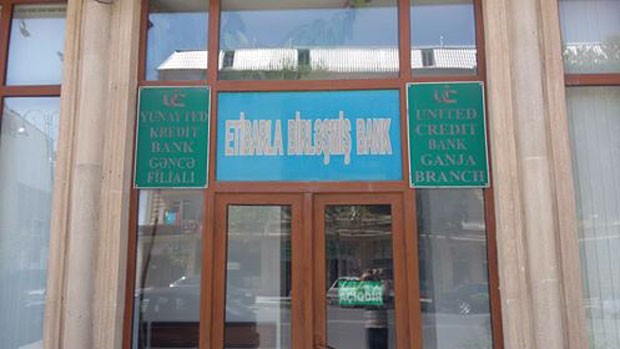 UC
YUNAYTED
KREDİT
BANK
GƏNCƏ
FİLİALI
ETİBARLA BİRLƏŞMİŞ BANK
UC
UNITED
CREDIT
BANK
GANJA
BRANCH
AÇIQDIR